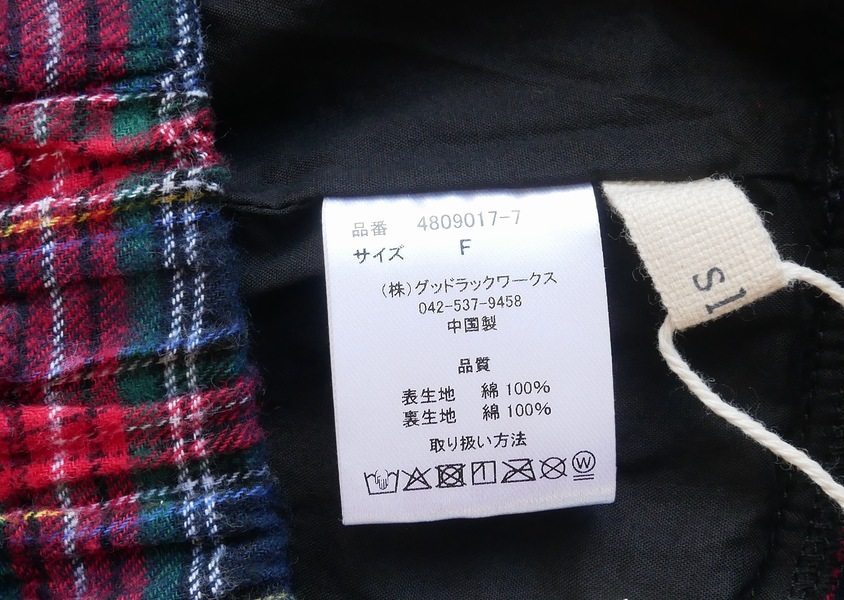 品番 4809017-7
サイズ F
(株)グッドラックワークス
042-537-9458
中国製
品質
表生地 綿 100%
裏生地 綿 100%
取り扱い方法
W